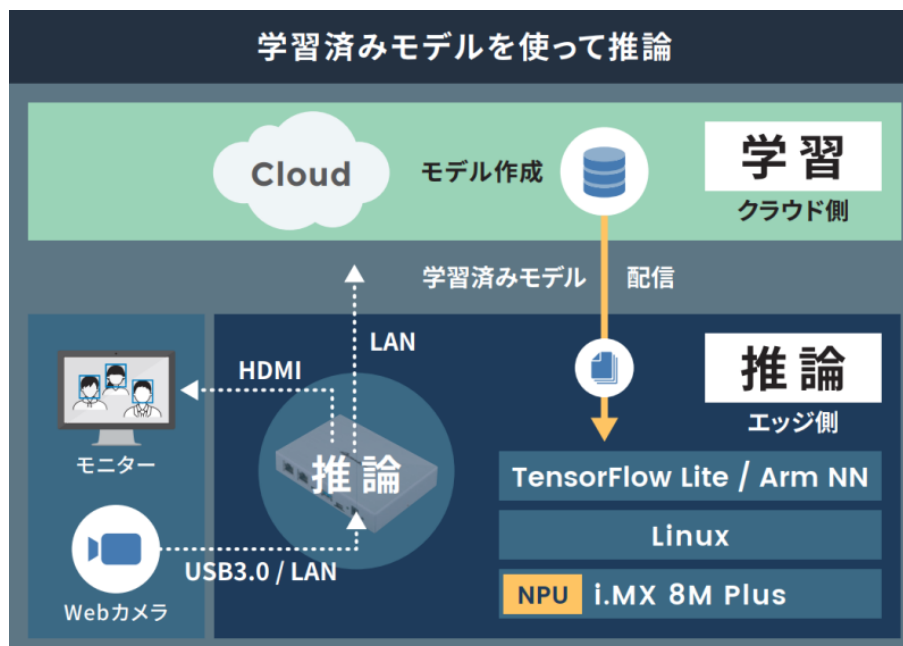 学習済みモデルを使って推論
Cloud
モデル作成
学習
クラウド側
学習済みモデル
配信
LAN
HDMI
推論
エッジ側
モニター
推論
TensorFlow Lite / Arm NN
Linux
NPU
i.MX 8M Plus
USB3.0 / LAN
Webカメラ